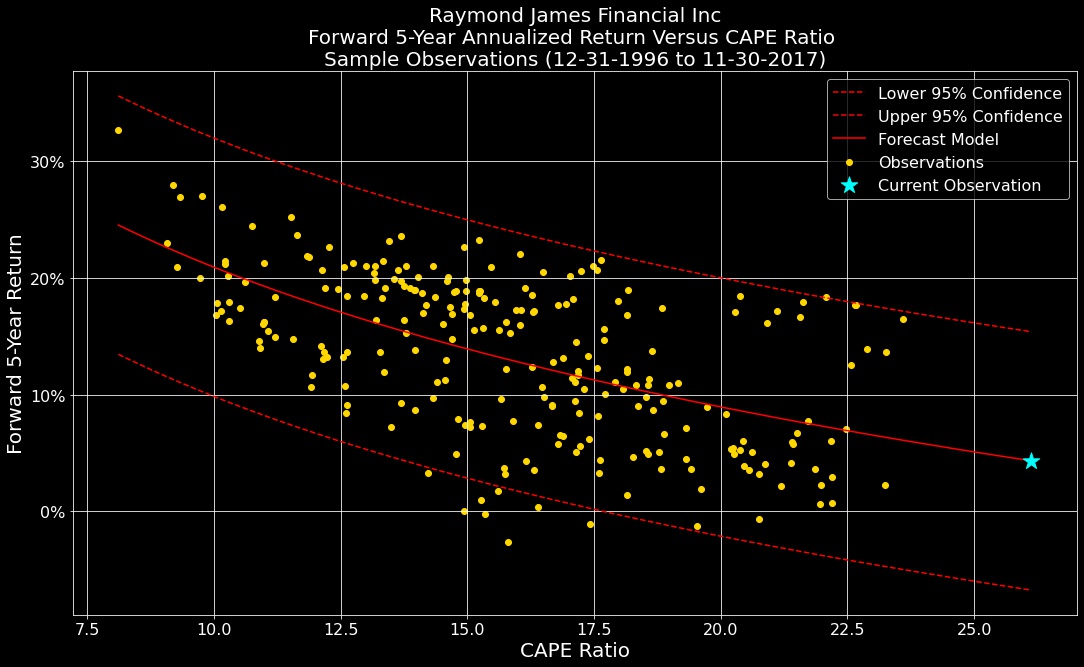 Raymond James Financial Inc
Forward 5-Year Annualized Return Versus CAPE Ratio
Sample Observations (12-31-1996 to 11-30-2017)
Lower 95% Confidence
Upper 95% Confidence
Forecast Model
Observations
Current Observation
Forward 5-Year Return
30%
20%
10%
0%
7.5 10.0 12.5 15.0 17.5 20.0 22.5 25.0
CAPE Ratio